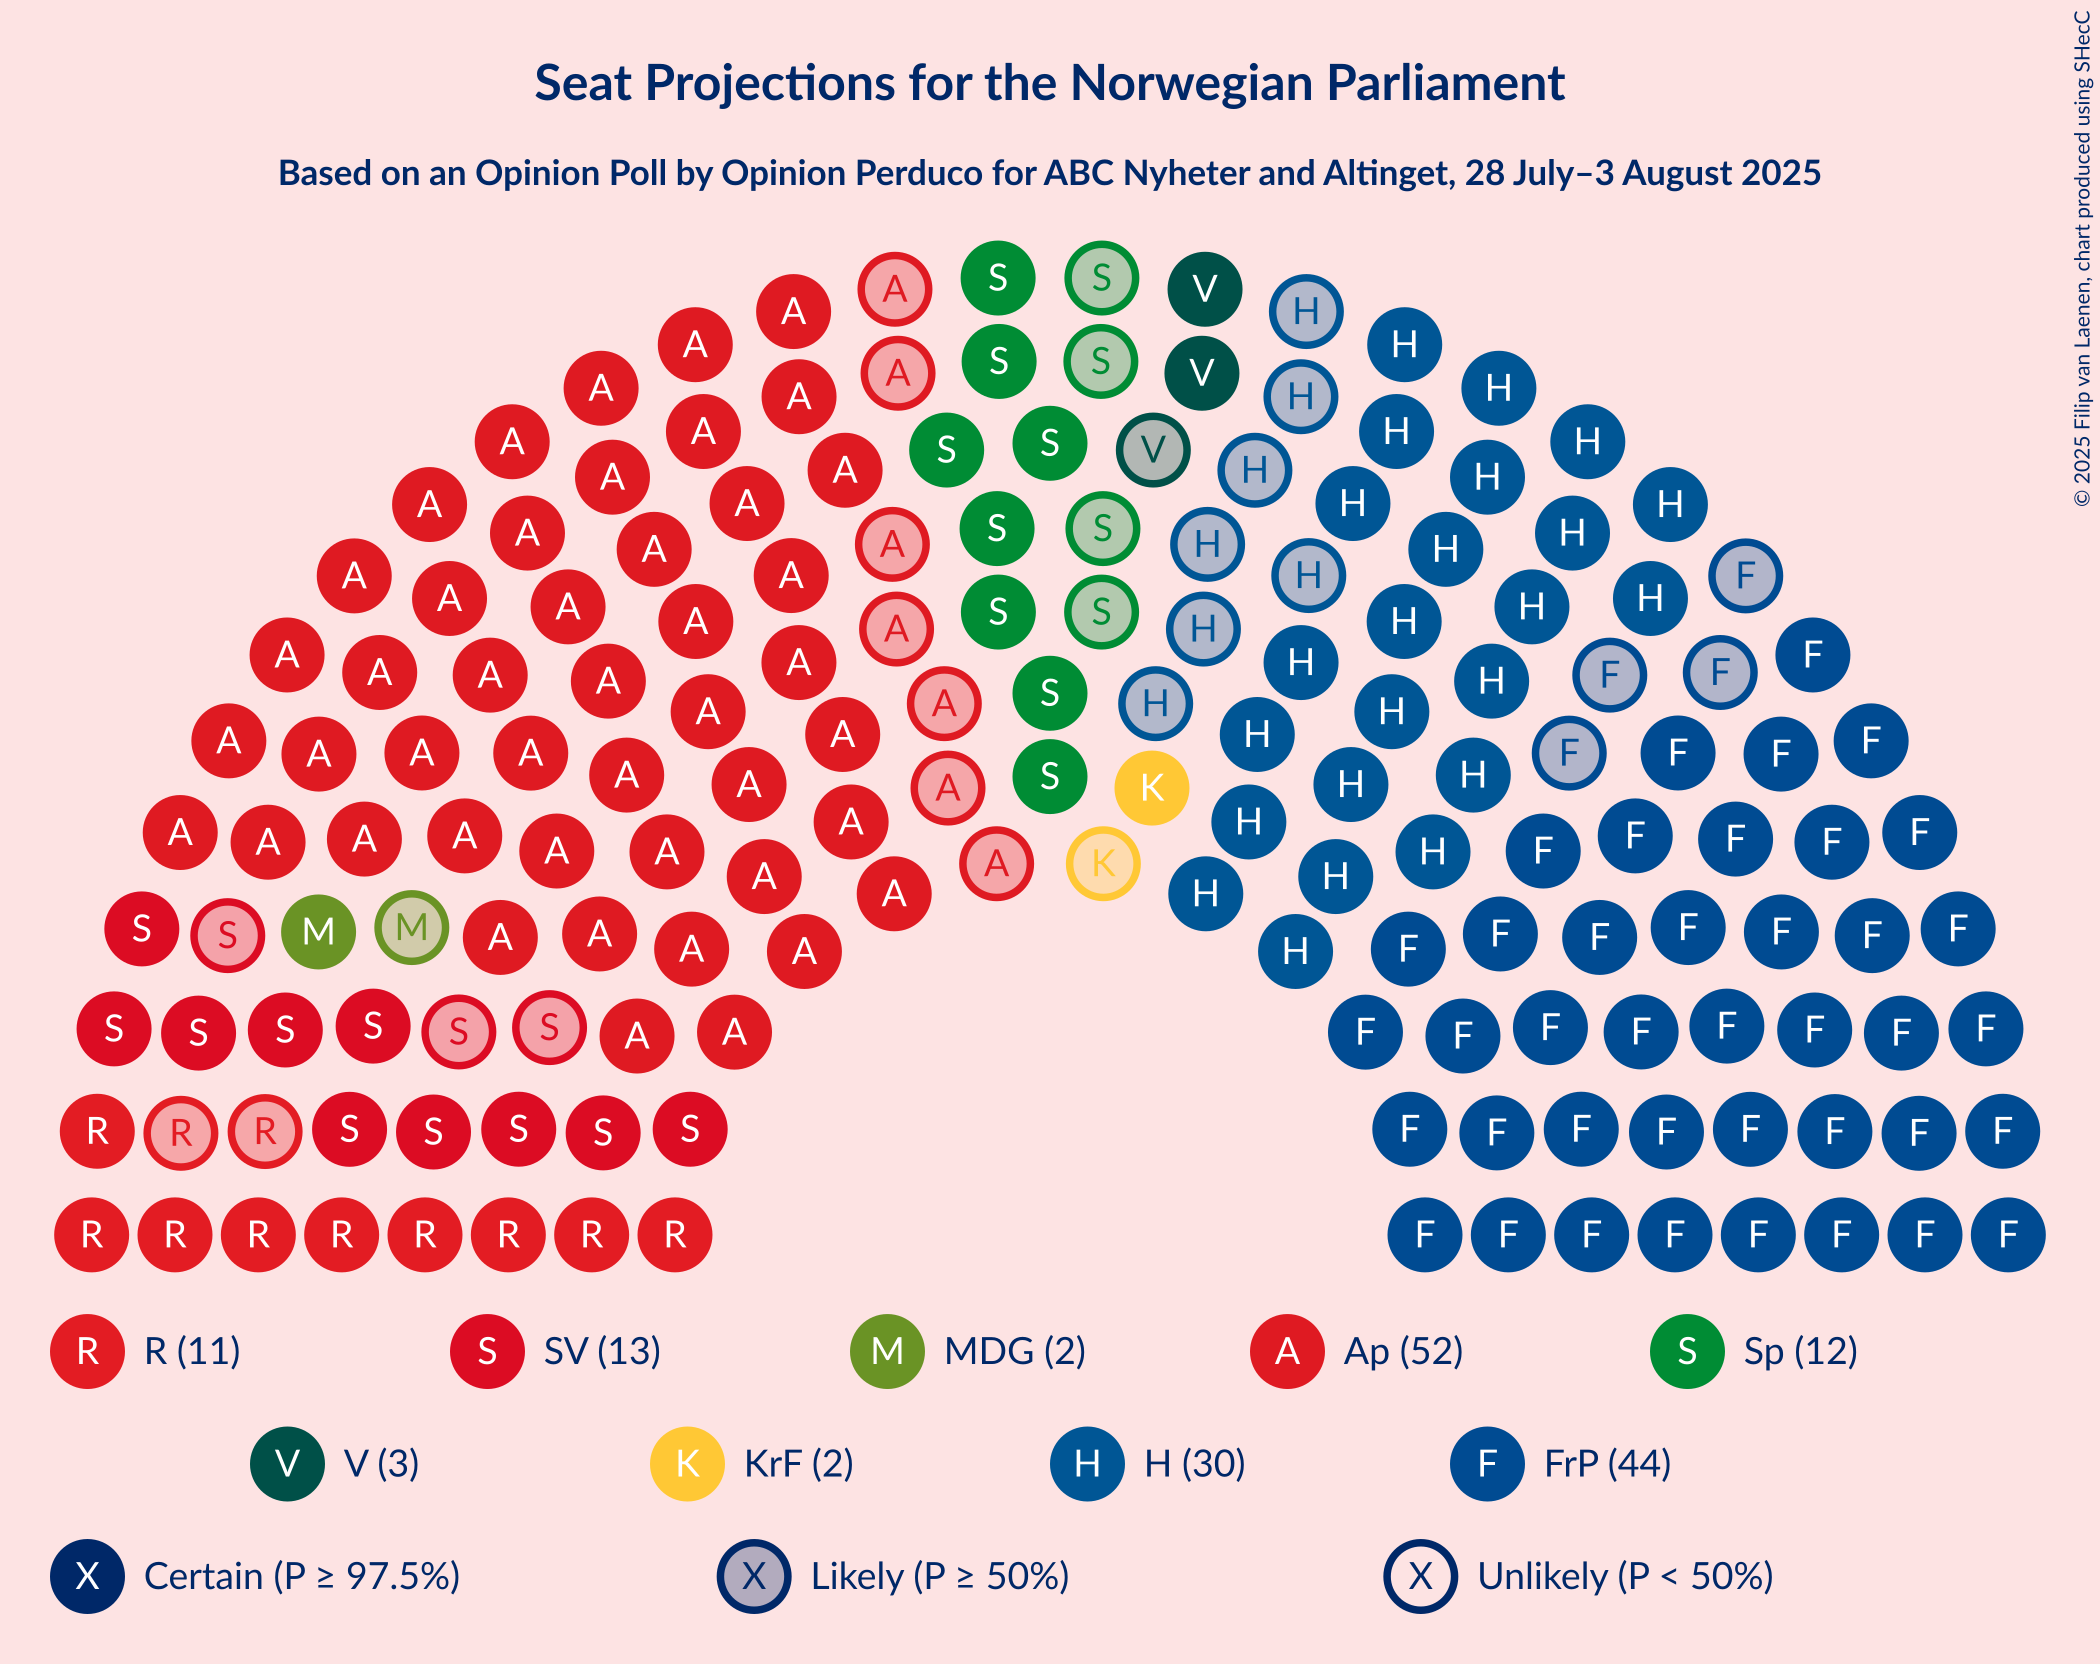 Seat Projections for the Norwegian Parliament
Based on an Opinion Poll by Opinion Perduco for ABC Nyheter and Altinget, 28 July–3 August 2025
© 2025 Filip van Laenen, chart produced using SHecC
A S S V
A H
A H
A A S S V H H
A A H H
A A S S V H H H
A A A H H H H
A A S S H H
A A A H H F
A A A S S H H H
A A A A H H H F
A A A A S H H H F F F
A A A A A S K H H H F F F F
A A A A A A A A K H H H F F F F F
S S M M A A A A A H H F F F F F F F
S S S S S S A A F F F F F F F F
R R R S S S S S F F F F F F F F
R R R R R R R R F F F F F F F F
R R (11) S SV (13) M MDG (2) A Ap (52) S Sp (12)
V V (3) K KrF (2) H H (30) F FrP (44)
X Certain (P ≥ 97.5%) X Likely (P ≥ 50%) X Unlikely (P < 50%)